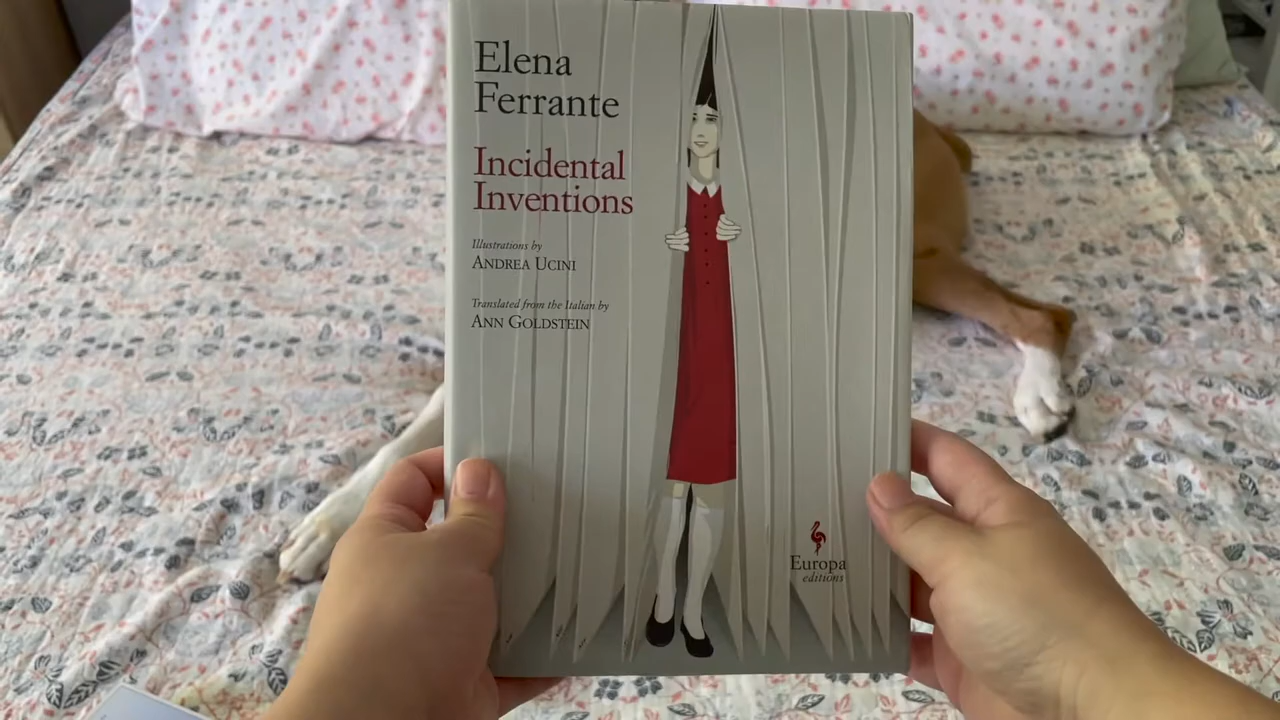 Elena
Ferrante
Incidental
Inventions
Illustrations by
ANDREA UCINI
Translated from the Italian by
ANN GOLDSTEIN
Europa
editions